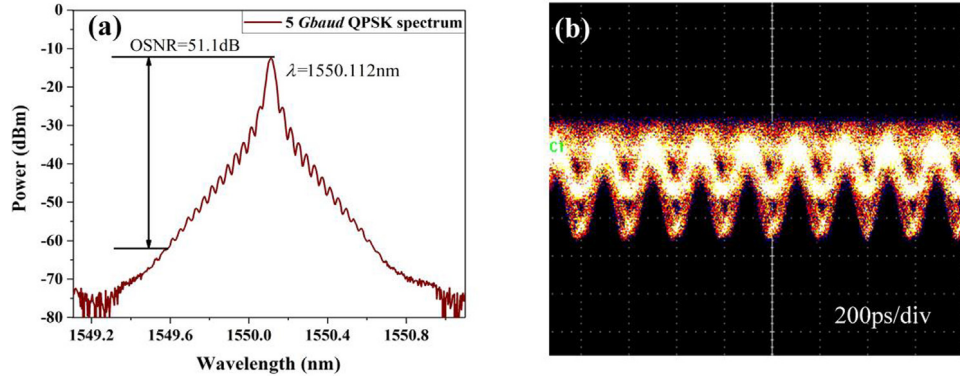 (a)
5 Gbaud QPSK spectrum
OSNR=51.1dB
λ=1550.112nm
0
-10
-20
-30
-40
-50
-60
-70
-80
Power (dBm)
1549.2 1549.6 1550.0 1550.4 1550.8
Wavelength (nm)
(b)
C1
200ps/div